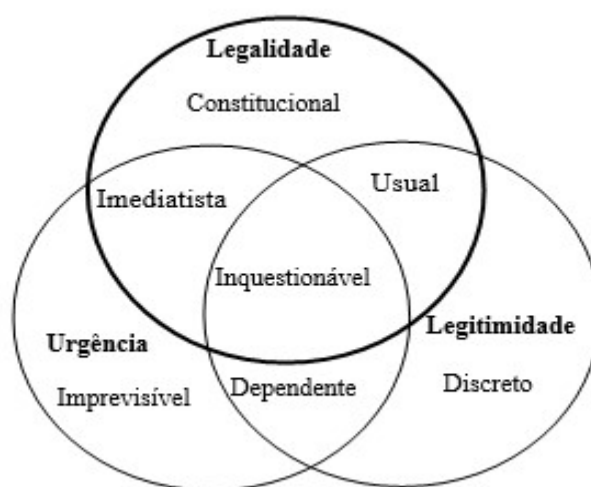 Legalidade
Constitucional
Usual
Imediatista
Inquestionável
Legitimidade
Urgência
Dependente
Discreto
Imprevisível